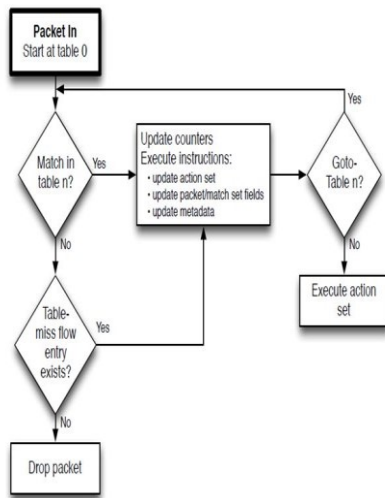 Packet In
Start at table 0
Yes
Match in
table n?
Yes
Update counters
Execute instructions:
• update action set
• update packet/match set fields
• update metadata
Goto-
Table n?
No
No
Table-
miss flow
entry
exists?
Yes
Execute action
set
No
Drop packet